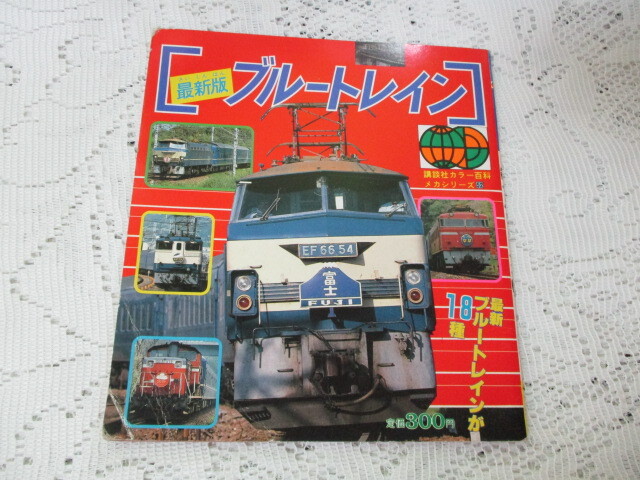 最新版
ブルートレイン
講談社カラー百科
メカシリーズ
EF 66 54
富士
FUJI
最新
ブルートレインが
18種
定価300円